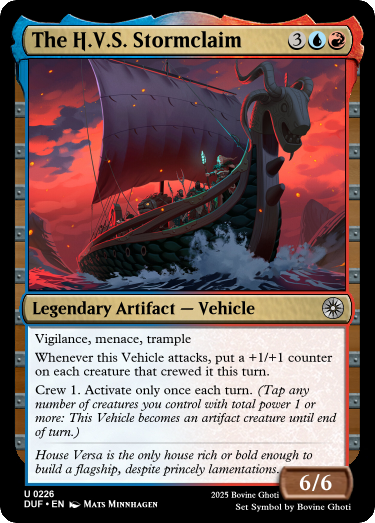 The H.V.S. Stormclaim 3
Legendary Artifact — Vehicle
Vigilance, menace, trample
Whenever this Vehicle attacks, put a +1/+1 counter
on each creature that crewed it this turn.
Crew 1. Activate only once each turn. (Tap any
number of creatures you control with total power 1
or more: This Vehicle becomes an artifact creature until
end of turn.)
House Versa is the only house rich or bold enough to
build a flagship, despite princely lamentations.
6/6
U 0226
DUF • EN Mats Minnhagen
2025 Bovine Ghoti
Set Symbol by Bovine Ghoti